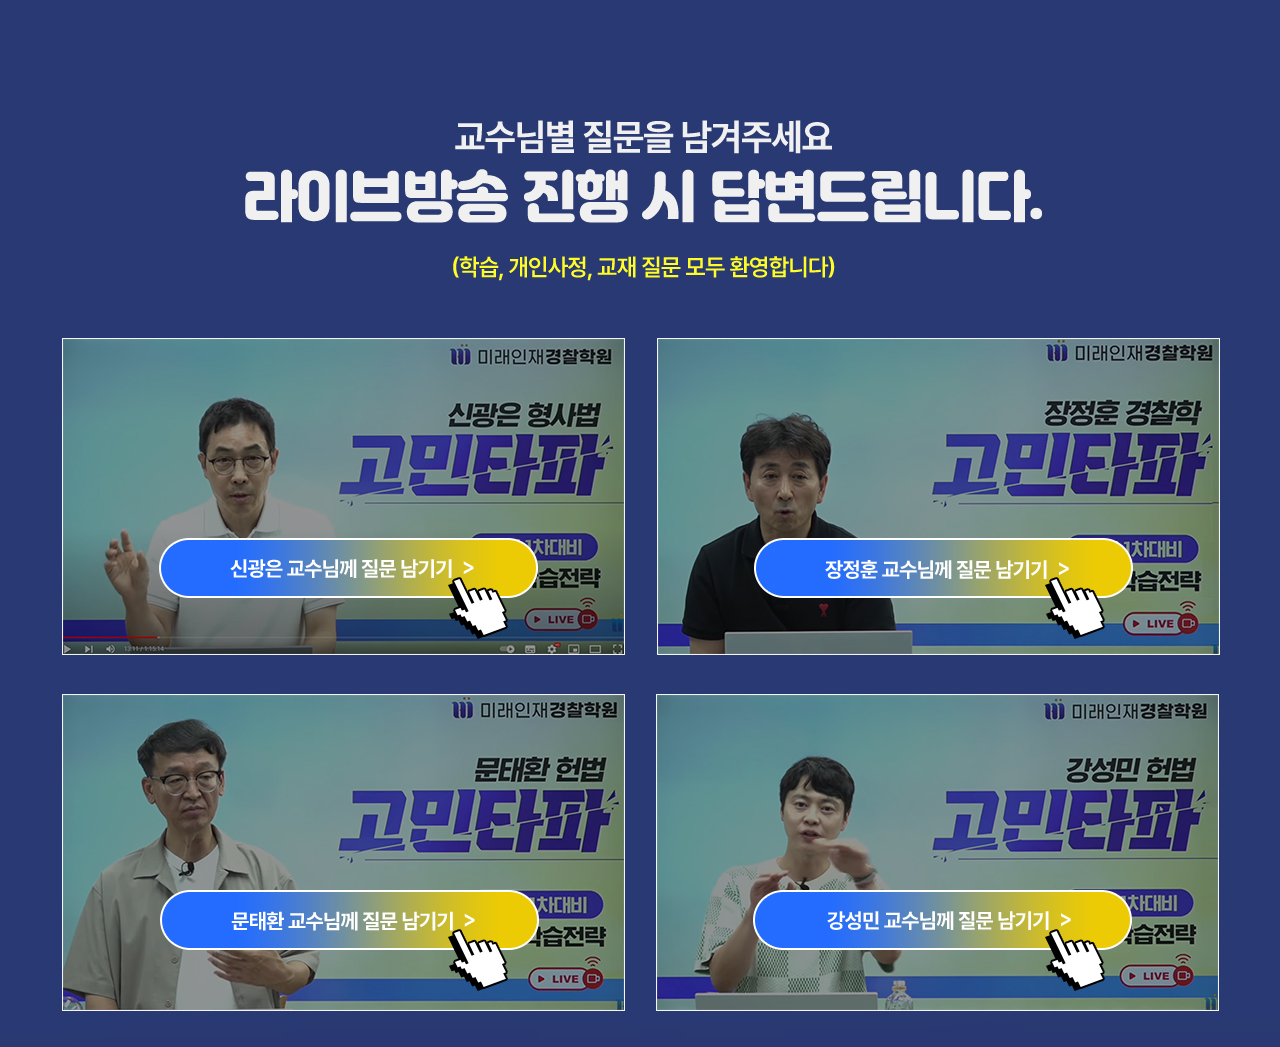 교수님별 질문을 남겨주세요
라이브방송 진행 시 답변드립니다.
(학습, 개인사정, 교재 질문 모두 환영합니다)
미래인재경찰학원
신광은 형사법
고민타파
차대비
신광은 교수님께 질문 남기기 >
습전략
LIVE
미래인재경찰학원
장정훈 경찰학
고민타파
1차대비
장정훈 교수님께 질문 남기기 >
습전략
LIVE
미래인재경찰학원
문태환 헌법
고민타파
차대비
문태환 교수님께 질문 남기기 >
학습전략
LIVE
미래인재경찰학원
강성민 헌법
고민타파
차대비
강성민 교수님께 질문 남기기 >
습전략
LIVE